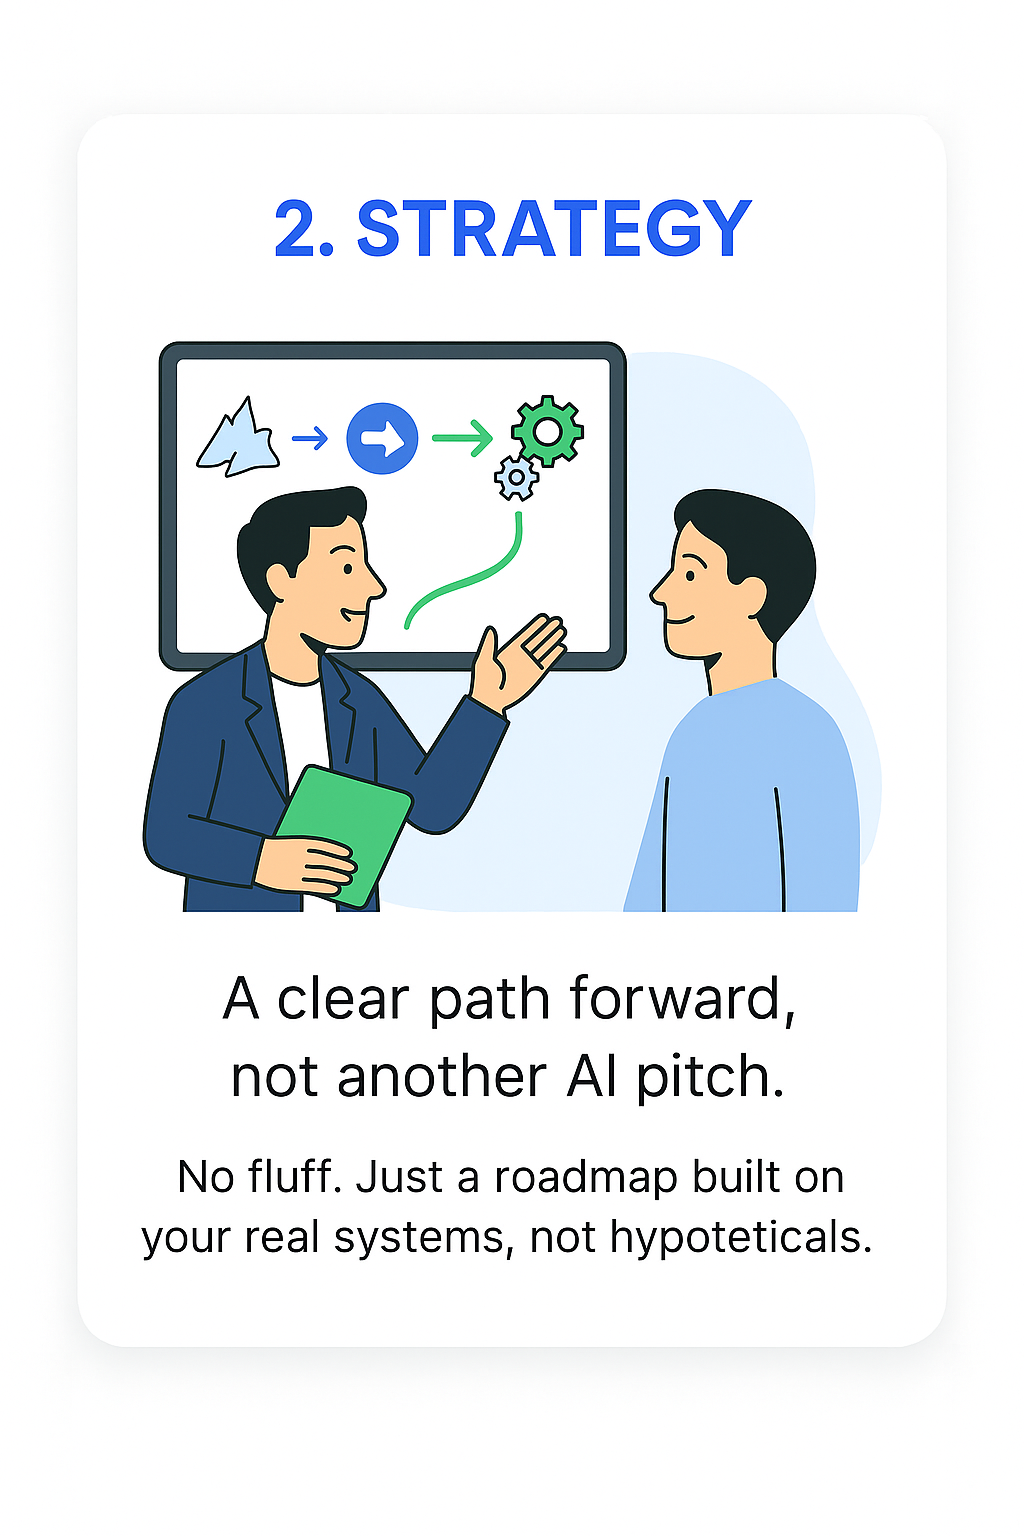 2. STRATEGY
A clear path forward,
not another AI pitch.
No fluff. Just a roadmap built on
your real systems, not hypoteticals.